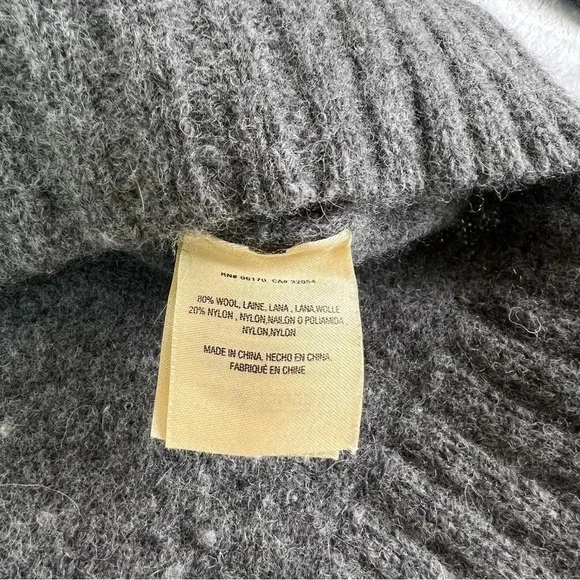 RN# 06170 CA# 32054
80% WOOL, LAINE, LANA , LANA,WOLLE
20% NYLON , NYLON,NAILON O POLIAMIDA ,
NYLON,NYLON
MADE IN CHINA, HECHO EN CHINA,
FABRIQUÉ EN CHINE